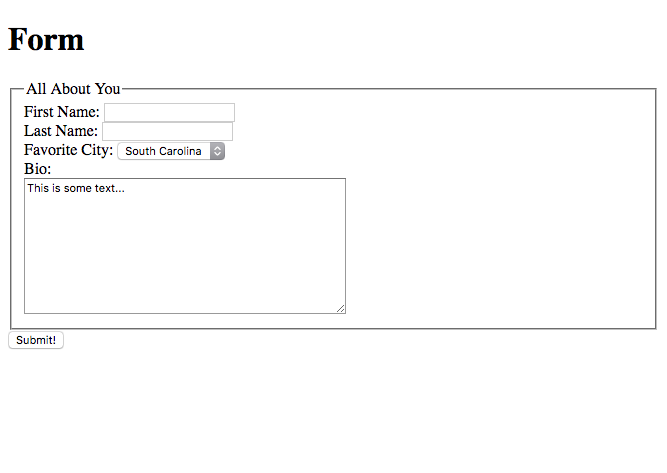 Form
All About You
First Name:
Last Name:
Favorite City: South Carolina
Bio:
This is some text...
Submit!